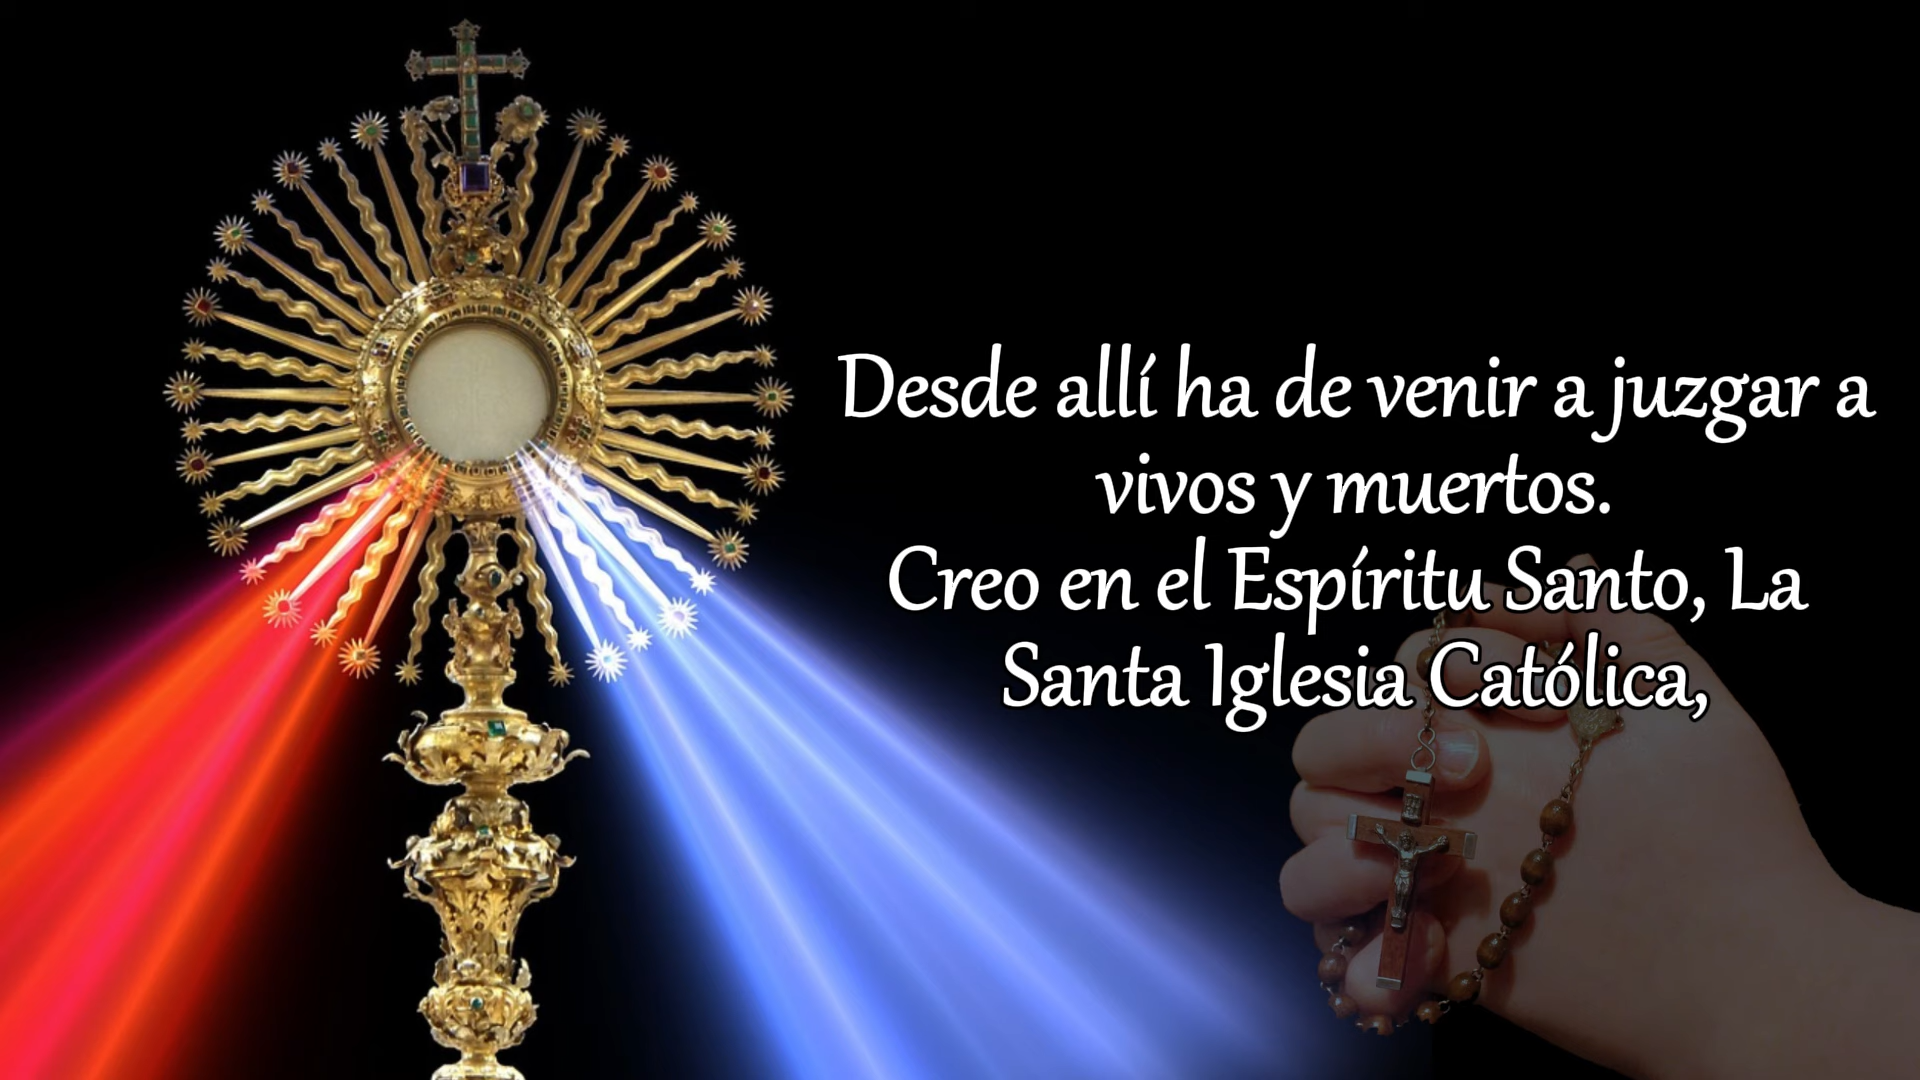 Desde allí ha de venir a juzgar a
vivos y muertos.
Creo en el Espíritu Santo, La
Santa Iglesia Católica,